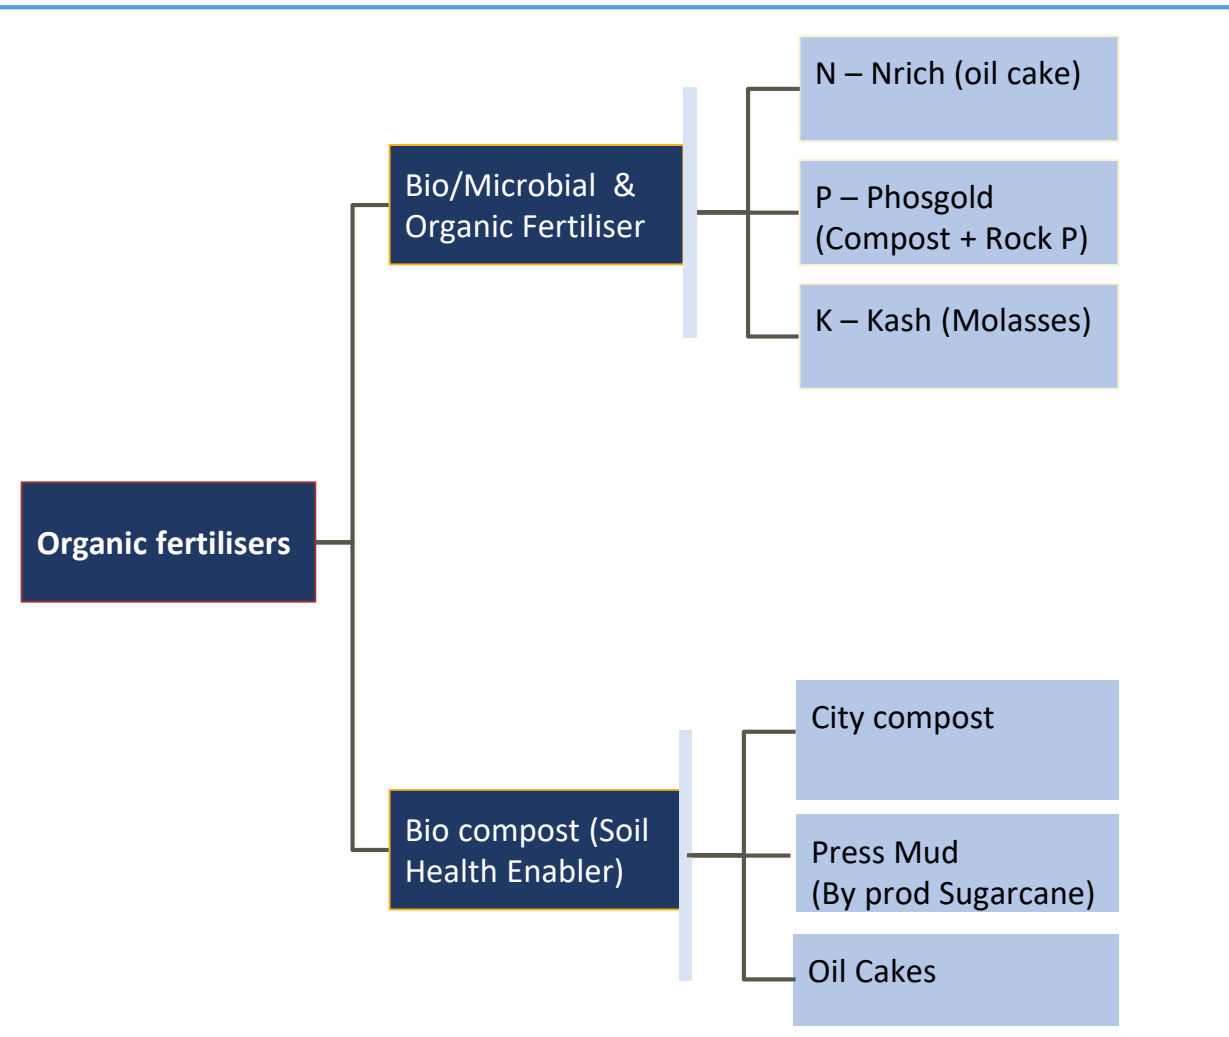 N – Nrich (oil cake)
Bio/Microbial & 
Organic Fertiliser
P – Phosgold
(Compost + Rock P)
K – Kash (Molasses)
Organic fertilisers
City compost
Bio compost (Soil
Health Enabler)
Press Mud
(By prod Sugarcane)
Oil Cakes